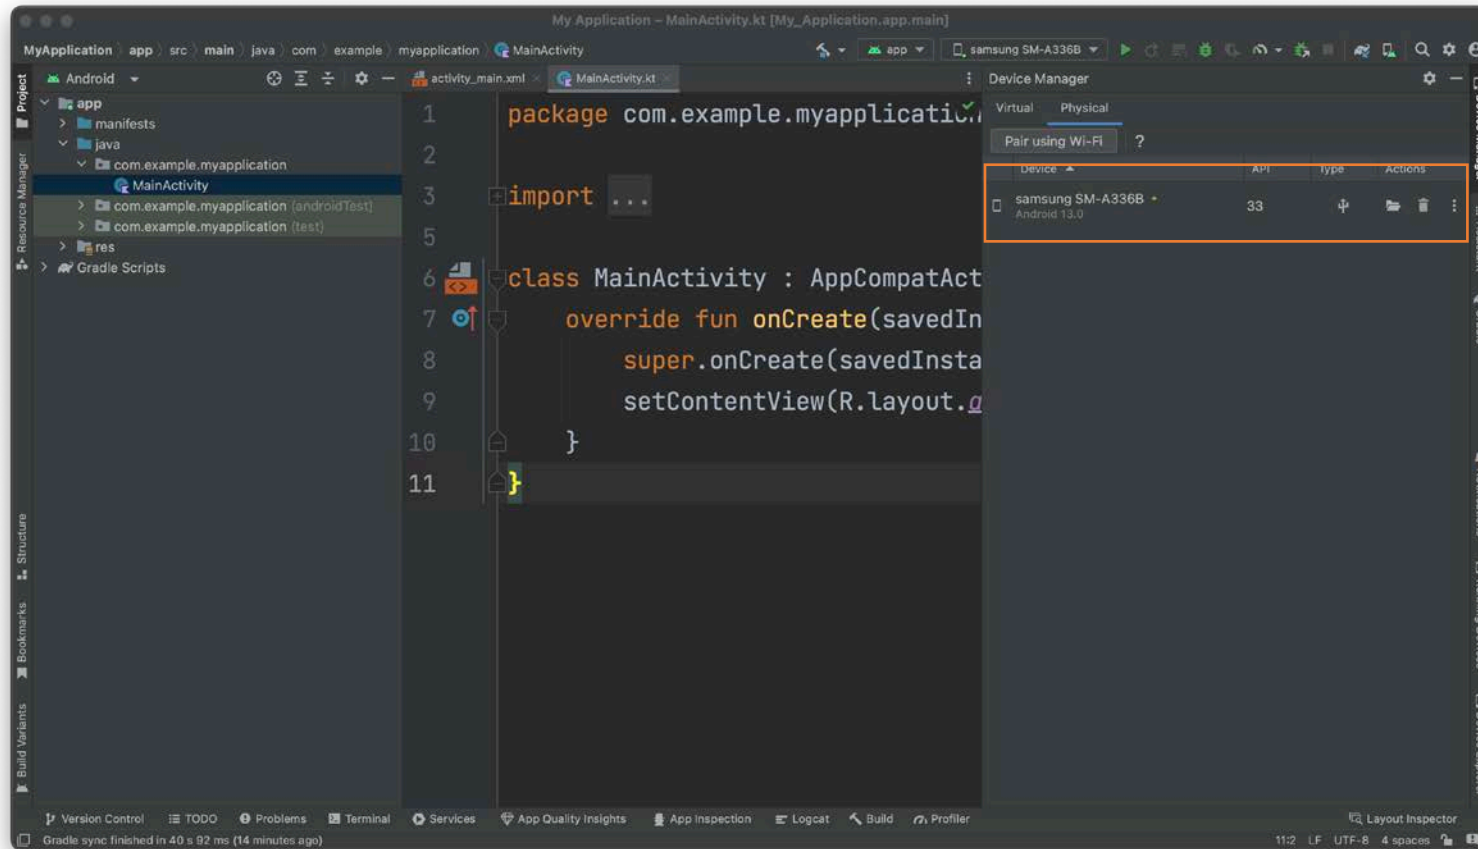 My Application – MainActivity.kt [My_Application.app.main]
MyApplication app src main java com example myapplication MainActivity app samsung SM-A336B
Project
Resource Manager
Structure
Bookmarks
Build Variants
Android
app
manifests
java
com.example.myapplication
MainActivity
com.example.myapplication (androidTest)
com.example.myapplication (test)
res
Gradle Scripts
activity_main.xml MainActivity.kt
1 package com.example.myapplication
2
3 import ...
5
6 class MainActivity : AppCompatAct
7 override fun onCreate(savedIn
8 super.onCreate(savedInsta
9 setContentView(R.layout.a
10 }
11 }
Device Manager
Virtual Physical
Pair using Wi-Fi ?
Device API Type Actions
samsung SM-A336B 33
Android 13.0
Version Control TODO Problems Terminal Services App Quality Insights App Inspection Logcat Build Profiler Layout Inspector
Gradle sync finished in 40 s 92 ms (14 minutes ago) 11:2 LF UTF-8 4 spaces